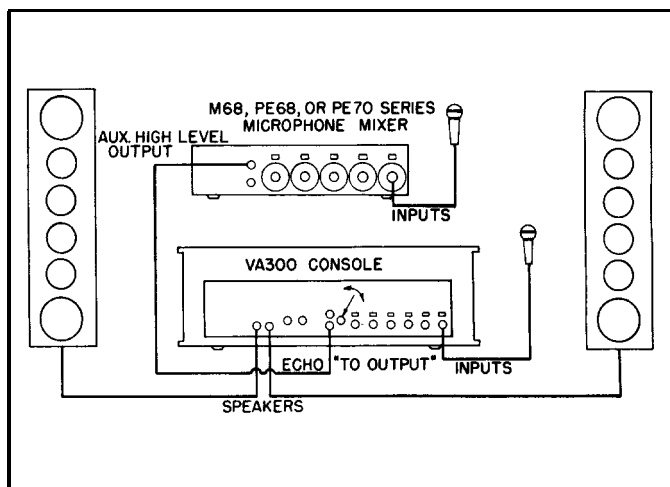 M68, PE68, OR PE70 SERIES
MICROPHONE MIXER
AUX. HIGH LEVEL
OUTPUT
INPUTS
VA300 CONSOLE
ECHO "TO OUTPUT"
INPUTS
SPEAKERS